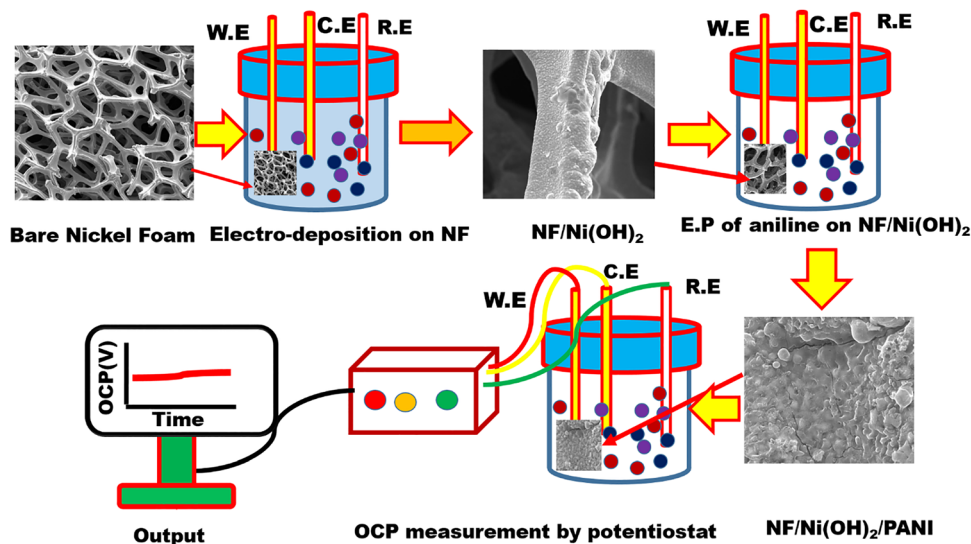 W.E
C.E
R.E
W.E
C.E
R.E
Bare Nickel Foam
Electro-deposition on NF
NF/Ni(OH)₂
E.P of aniline on NF/Ni(OH)₂
W.E
C.E
R.E
OCP(V)
Time
Output
OCP measurement by potentiostat
NF/Ni(OH)₂/PANI